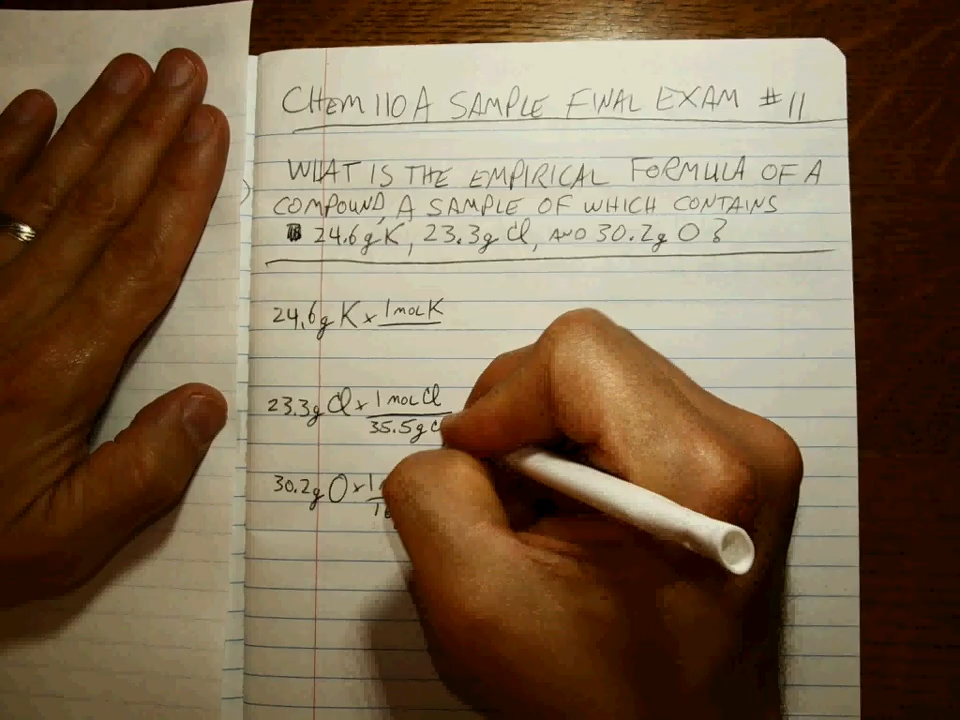 CHEM 110A SAMPLE FINAL EXAM #11
WHAT IS THE EMPIRICAL FORMULA OF A
COMPOUND, A SAMPLE OF WHICH CONTAINS
24.6g K, 23.3g Cl, AND 30.2g O?
24.6g K x 1 mol K
23.3g Cl x 1 mol Cl
35.5g
30.2g O x 1